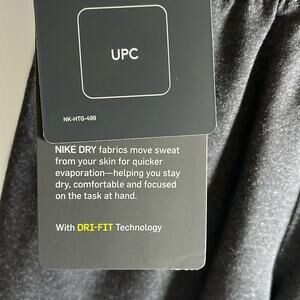 UPC
NK-HTG-499
NIKE DRY fabrics move sweat
from your skin for quicker
evaporation—helping you stay
dry, comfortable and focused
on the task at hand.
With DRI-FIT Technology